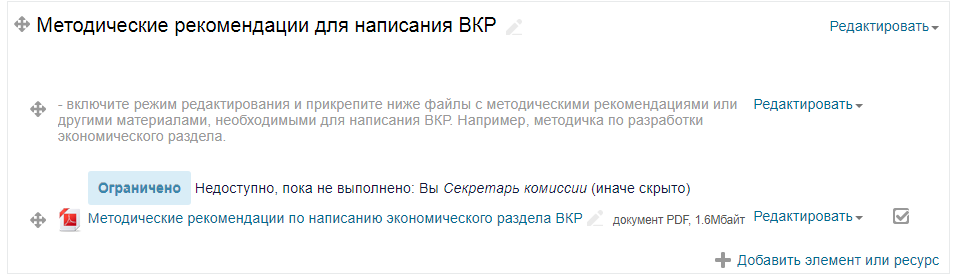 Методические рекомендации для написания ВКР
Редактировать
- включите режим редактирования и прикрепите ниже файлы с методическими рекомендациями или
Редактировать
другими материалами, необходимыми для написания ВКР. Например, методичка по разработки
экономического раздела.
Ограничено Недоступно, пока не выполнено: Вы Секретарь комиссии (иначе скрыто)
Методические рекомендации по написанию экономического раздела ВКР
документ PDF, 1.6Мбайт
Редактировать
Добавить элемент или ресурс